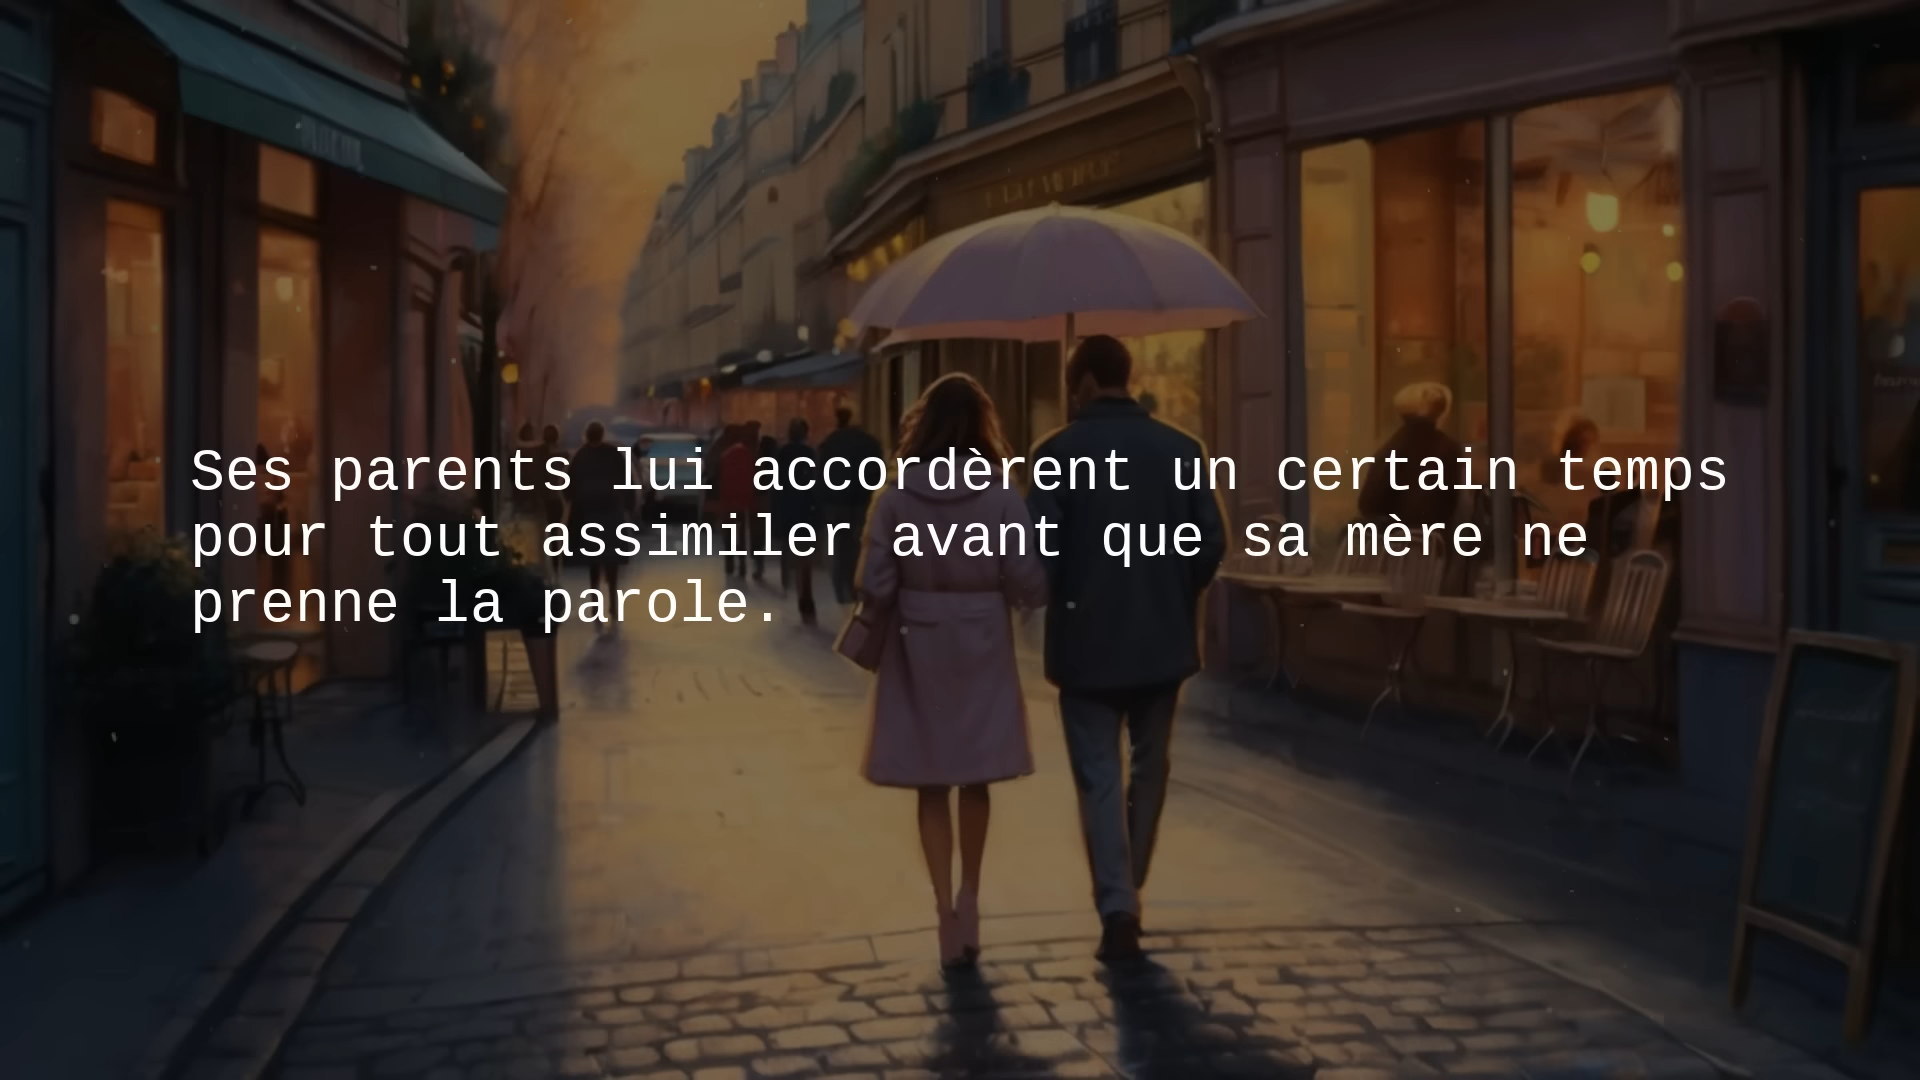 Ses parents lui accordèrent un certain temps
pour tout assimiler avant que sa mère ne
prenne la parole.